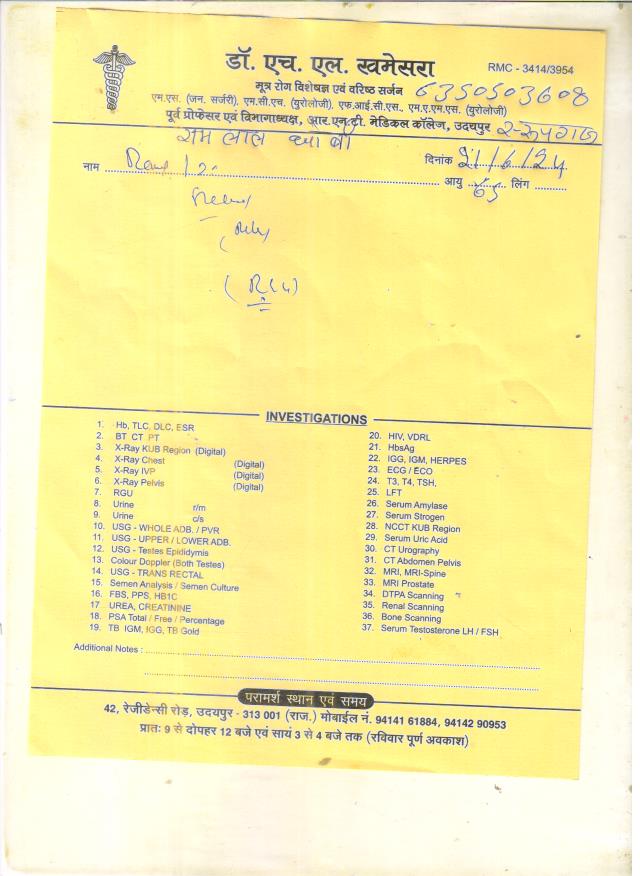 डॉ. एच. एल. खमेसरा
RMC - 3414/3954
मूत्र रोग विशेषज्ञ एवं वरिष्ठ सर्जन
6350503608
एम.एस. (जन. सर्जरी), एम.सी.एच. (युरोलोजी), एफ.आई.सी.एस., एम.ए.एम.एस. (युरोलोजी)
पूर्व प्रोफेसर एवं विभागाध्यक्ष, आर.एन.टी. मेडिकल कॉलेज, उदयपुर
राम लाल
दिनांक 21/6/24
नाम
आयु 65 लिंग
INVESTIGATIONS
1. Hb, TLC, DLC, ESR
2. BT CT PT
3. X-Ray KUB Region (Digital)
4. X-Ray Chest (Digital)
5. X-Ray IVP (Digital)
6. X-Ray Pelvis (Digital)
7. RGU
8. Urine r/m
9. Urine c/s
10. USG - WHOLE ADB. / PVR
11. USG - UPPER / LOWER ADB.
12. USG - Testes Epididymis
13. Colour Doppler (Both Testes)
14. USG - TRANS RECTAL
15. Semen Analysis / Semen Culture
16. FBS, PPS, HB1C
17 UREA, CREATININE
18. PSA Total / Free / Percentage
19. TB IGM, IGG, TB Gold
20. HIV, VDRL
21. HbsAg
22. IGG, IGM, HERPES
23. ECG / ECO
24. T3, T4, TSH,
25. LFT
26. Serum Amylase
27. Serum Strogen
28. NCCT KUB Region
29. Serum Uric Acid
30. CT Urography
31. CT Abdomen Pelvis
32. MRI, MRI-Spine
33. MRI Prostate
34. DTPA Scanning
35. Renal Scanning
36. Bone Scanning
37. Serum Testosterone LH / FSH
Additional Notes :
परामर्श स्थान एवं समय
42, रेजीडेन्सी रोड़, उदयपुर - 313 001 (राज.) मोबाईल नं. 94141 61884, 94142 90953
प्रातः 9 से दोपहर 12 बजे एवं सायं 3 से 4 बजे तक (रविवार पूर्ण अवकाश)